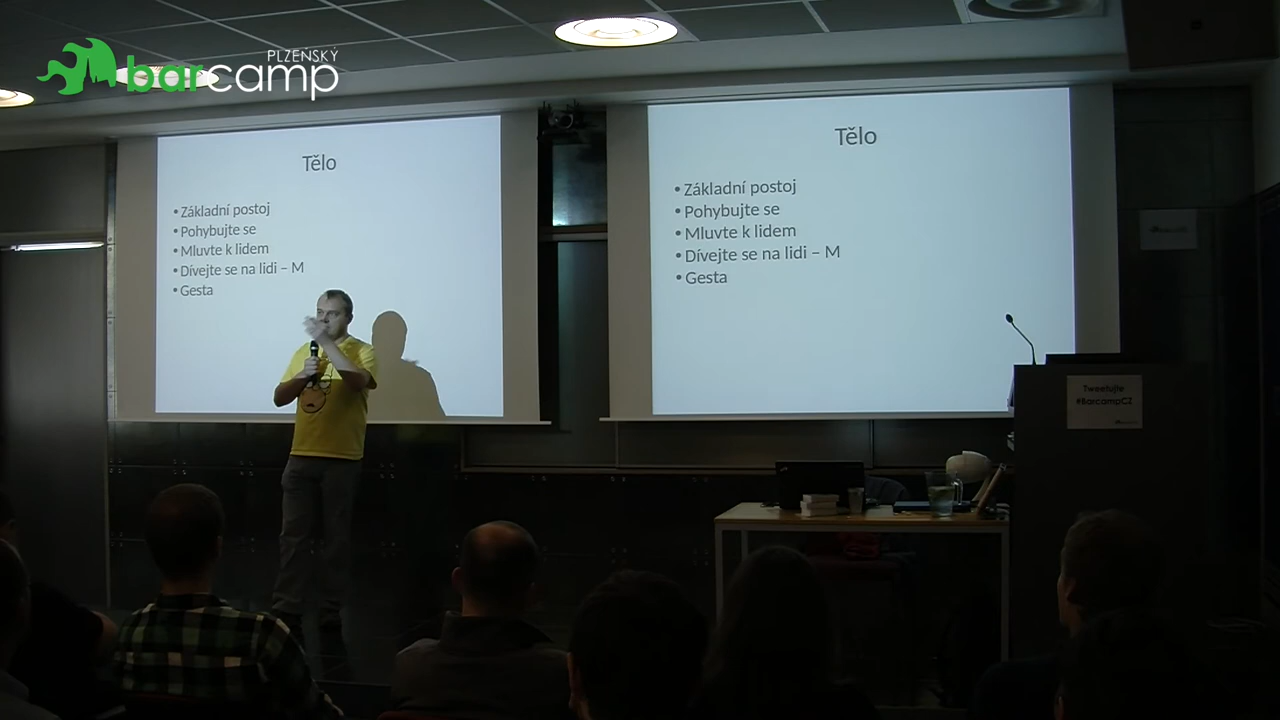 PLZEŇSKÝ
barcamp
Tělo
• Základní postoj
• Pohybujte se
• Mluvte k lidem
• Dívejte se na lidi – M
• Gesta
Tělo
• Základní postoj
• Pohybujte se
• Mluvte k lidem
• Dívejte se na lidi – M
• Gesta
Tweetujte
#BarcampCZ